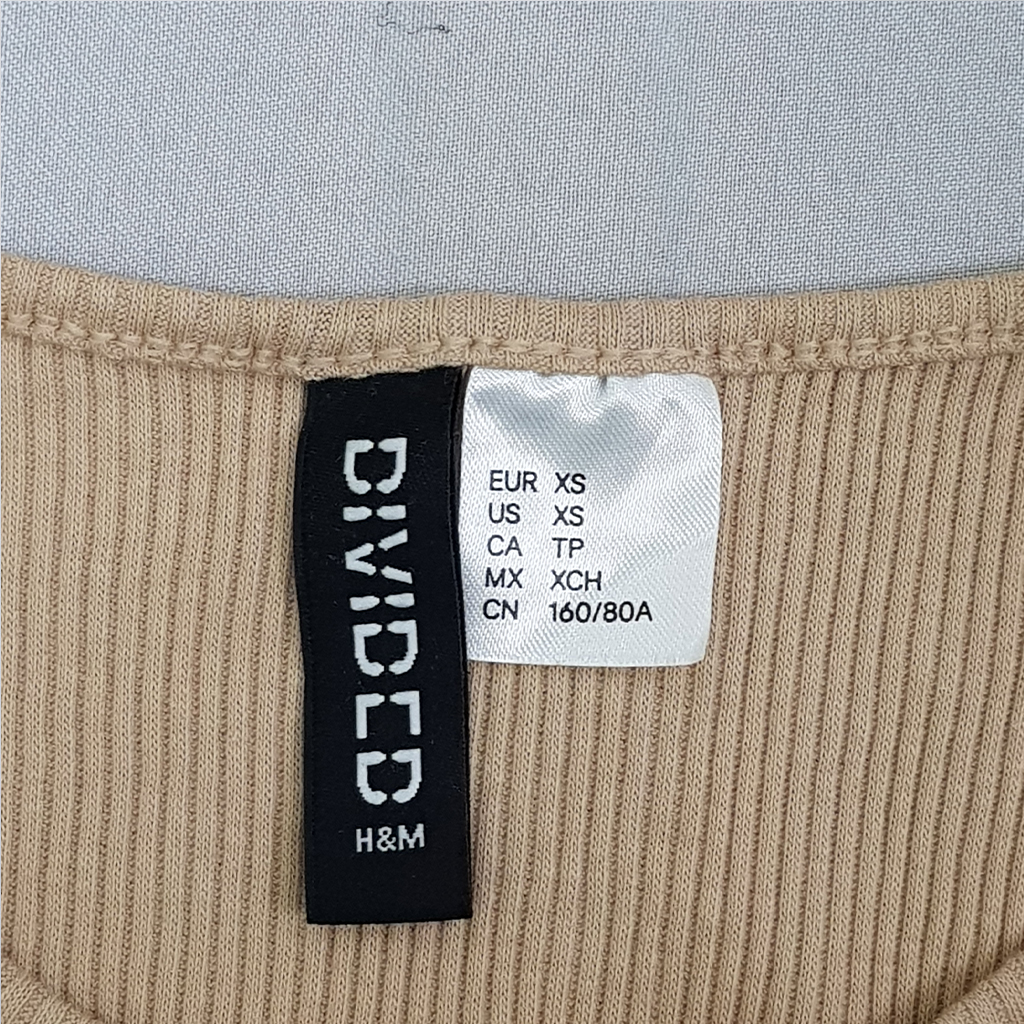 DIVIDED
H&M
EUR XS
US XS
CA TP
MX XCH
CN 160/80A